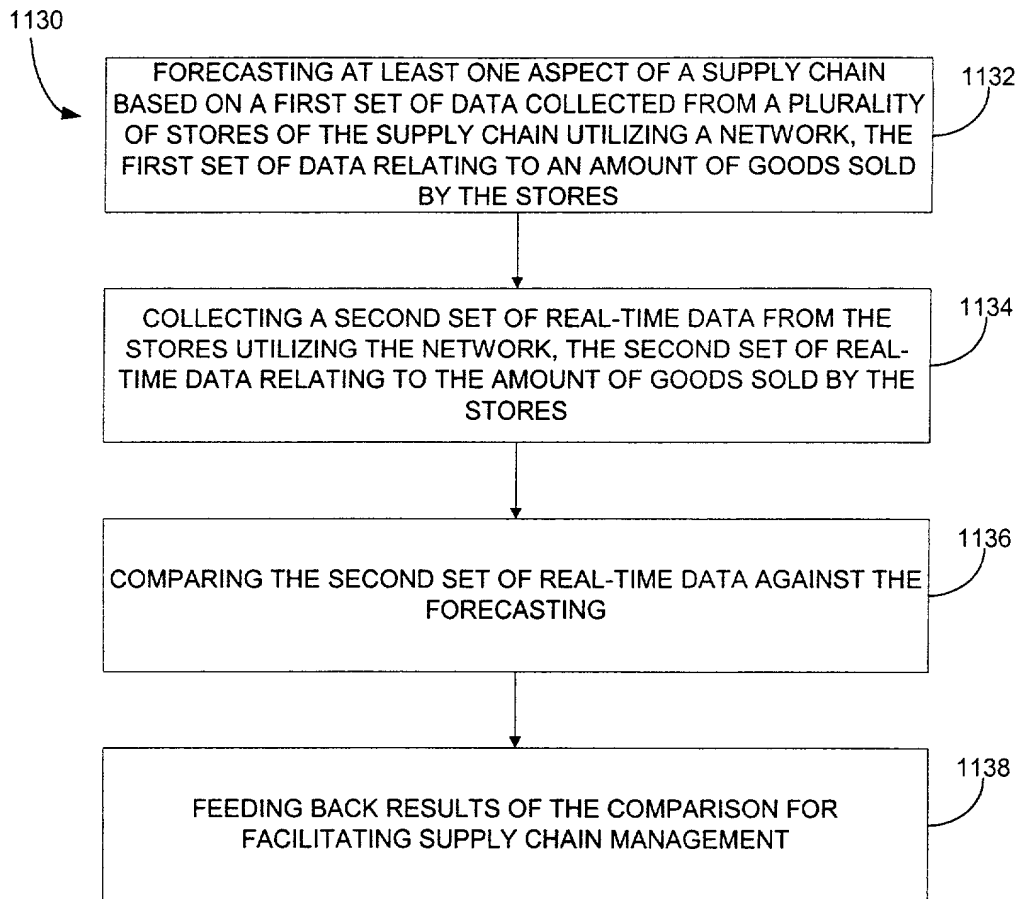 1130
FORECASTING AT LEAST ONE ASPECT OF A SUPPLY CHAIN
BASED ON A FIRST SET OF DATA COLLECTED FROM A PLURALITY
OF STORES OF THE SUPPLY CHAIN UTILIZING A NETWORK, THE
FIRST SET OF DATA RELATING TO AN AMOUNT OF GOODS SOLD
BY THE STORES
1132
COLLECTING A SECOND SET OF REAL-TIME DATA FROM THE
STORES UTILIZING THE NETWORK, THE SECOND SET OF REAL-
TIME DATA RELATING TO THE AMOUNT OF GOODS SOLD BY THE
STORES
1134
COMPARING THE SECOND SET OF REAL-TIME DATA AGAINST THE
FORECASTING
1136
FEEDING BACK RESULTS OF THE COMPARISON FOR
FACILITATING SUPPLY CHAIN MANAGEMENT
1138